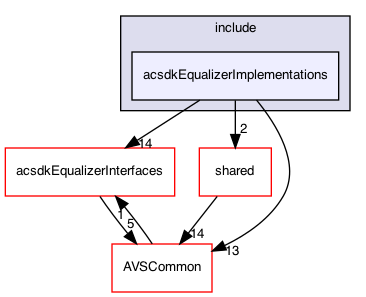 include
acsdkEqualizerImplementations
14
2
acsdkEqualizerInterfaces
shared
1
5
14
13
AVSCommon